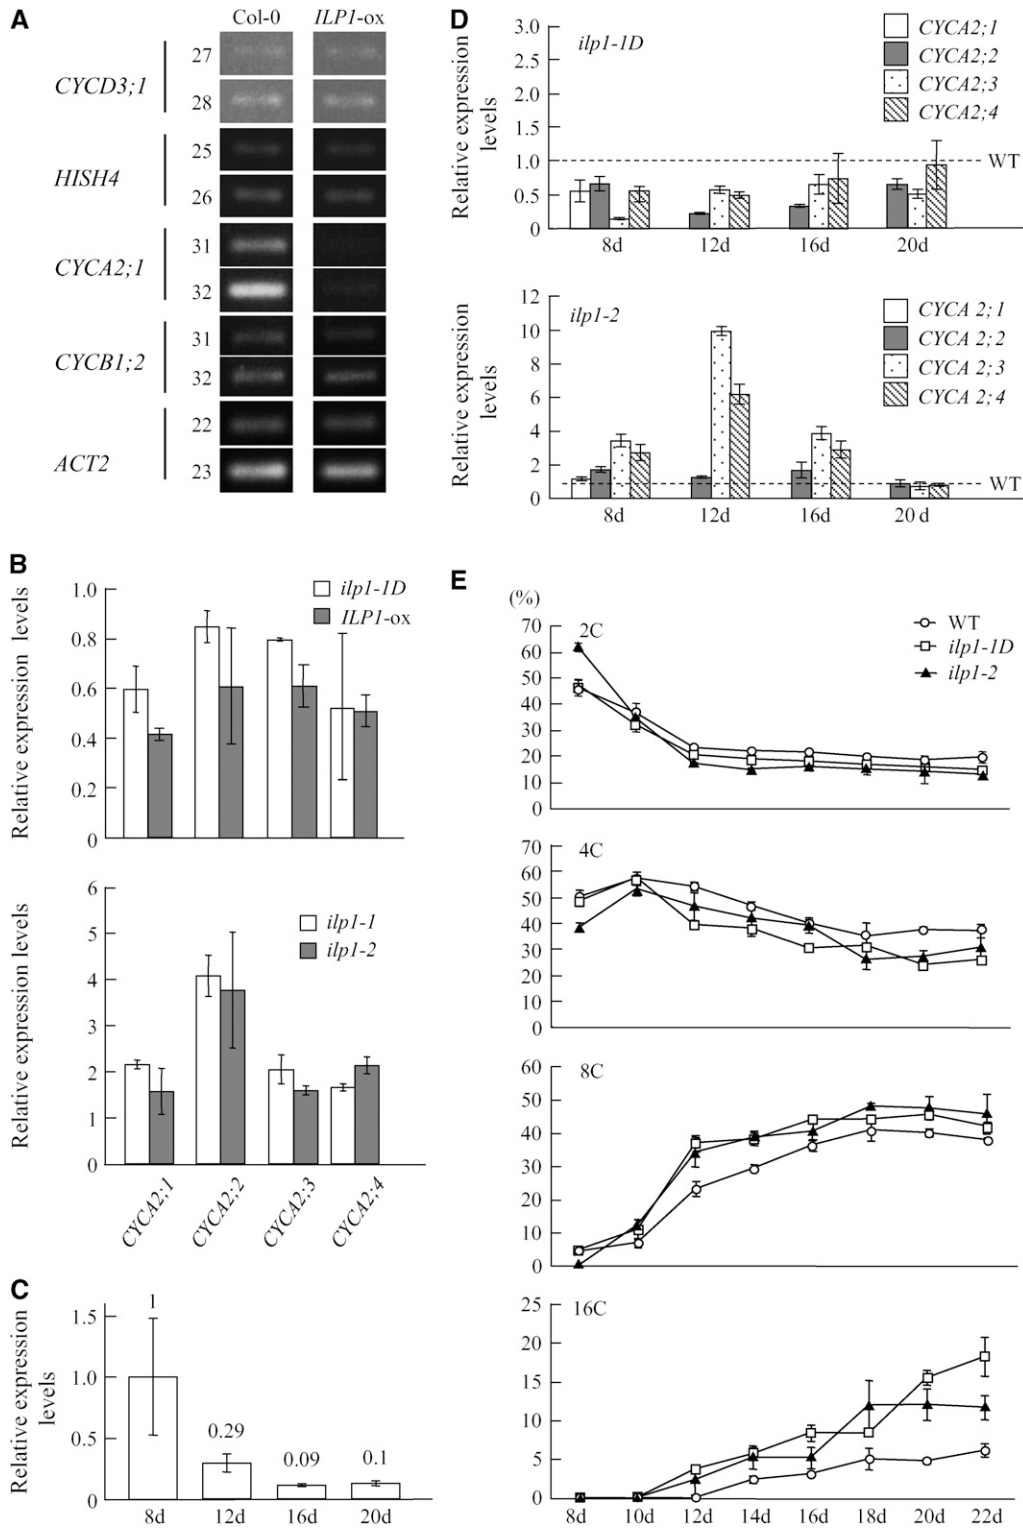 A
Col-0 ILP1-ox
CYCD3;1
27
28
HISH4
25
26
CYCA2;1
31
32
CYCB1;2
31
32
ACT2
22
23
B
Relative expression levels
1.0
0.8
0.6
0.4
0.2
0
ilp1-1D
ILP1-ox
Relative expression levels
6
5
4
3
2
1
0
ilp1-1
ilp1-2
CYCA2;1 CYCA2;2 CYCA2;3 CYCA2;4
C
Relative expression
levels
1.5
1.0
0.5
0
1 0.29 0.09 0.1
8d 12d 16d 20d
D
Relative expression
levels
3.0
2.5
3.0
2.0
1.5
1.0
0.5
0
ilp1-1D
CYCA2;1
CYCA2;2
CYCA2;3
CYCA2;4
WT
8d 12d 16d 20d
Relative expression
levels
12
10
8
6
4
2
0
ilp1-2
CYCA 2;1
CYCA 2;2
CYCA 2;3
CYCA 2;4
WT
8d 12d 16d 20 d
E
(%)
70
60
50
40
30
20
10
0
2C
WT
ilp1-1D
ilp1-2
70
60
50
40
30
20
10
0
4C
60
50
40
30
20
10
0
8C
25
20
15
10
5
0
16C
8d 10d 12d 14d 16d 18d 20d 22d